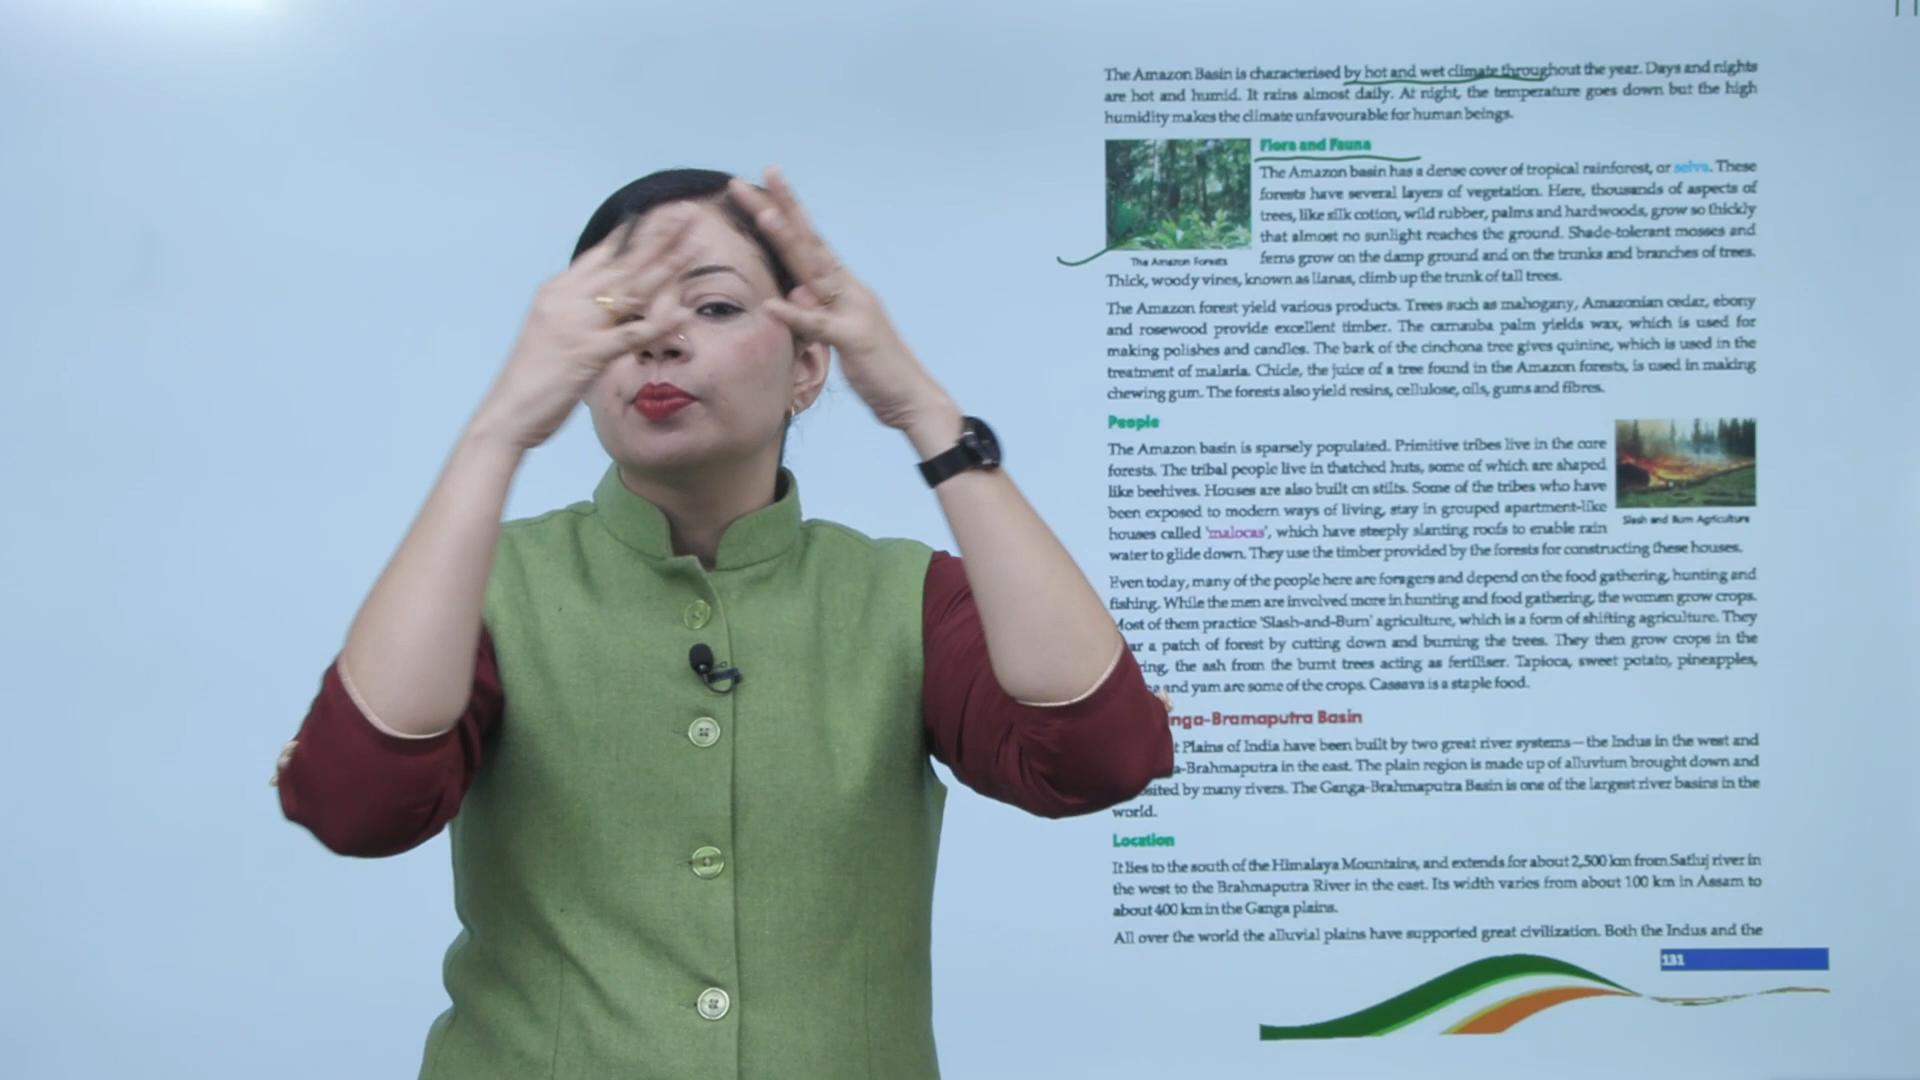 The Amazon Basin is characterised by hot and wet climate throughout the year. Days and nights
are hot and humid. It rains almost daily. At night, the temperature goes down but the high
humidity makes the climate unfavourable for human beings.
Flora and Fauna
The Amazon basin has a dense cover of tropical rainforest, or selva. These
forests have several layers of vegetation. Here, thousands of aspects of
trees, like silk cotton, wild rubber, palms and hardwoods, grow so thickly
that almost no sunlight reaches the ground. Shade-tolerant mosses and
ferns grow on the damp ground and on the trunks and branches of trees.
The Amazon Forests
Thick, woody vines, known as lianas, climb up the trunk of tall trees.
The Amazon forest yield various products. Trees such as mahogany, Amazonian cedar, ebony
and rosewood provide excellent timber. The carnauba palm yields wax, which is used for
making polishes and candles. The bark of the cinchona tree gives quinine, which is used in the
treatment of malaria. Chicle, the juice of a tree found in the Amazon forests, is used in making
chewing gum. The forests also yield resins, cellulose, oils, gums and fibres.
People
The Amazon basin is sparsely populated. Primitive tribes live in the core
forests. The tribal people live in thatched huts, some of which are shaped
like beehives. Houses are also built on stilts. Some of the tribes who have
been exposed to modern ways of living, stay in grouped apartment-like
houses called 'malocas', which have steeply slanting roofs to enable rain
water to glide down. They use the timber provided by the forests for constructing these houses.
Slash and Burn Agriculture
Even today, many of the people here are foragers and depend on the food gathering, hunting and
fishing. While the men are involved more in hunting and food gathering, the women grow crops.
Most of them practice 'Slash-and-Burn' agriculture, which is a form of shifting agriculture. They
ar a patch of forest by cutting down and burning the trees. They then grow crops in the
ring, the ash from the burnt trees acting as fertiliser. Tapioca, sweet potato, pineapples,
and yam are some of the crops. Cassava is a staple food.
nga-Bramaputra Basin
t Plains of India have been built by two great river systems—the Indus in the west and
a-Brahmaputra in the east. The plain region is made up of alluvium brought down and
sited by many rivers. The Ganga-Brahmaputra Basin is one of the largest river basins in the
world.
Location
It lies to the south of the Himalaya Mountains, and extends for about 2,500 km from Satluj river in
the west to the Brahmaputra River in the east. Its width varies from about 100 km in Assam to
about 400 km in the Ganga plains.
All over the world the alluvial plains have supported great civilization. Both the Indus and the
131